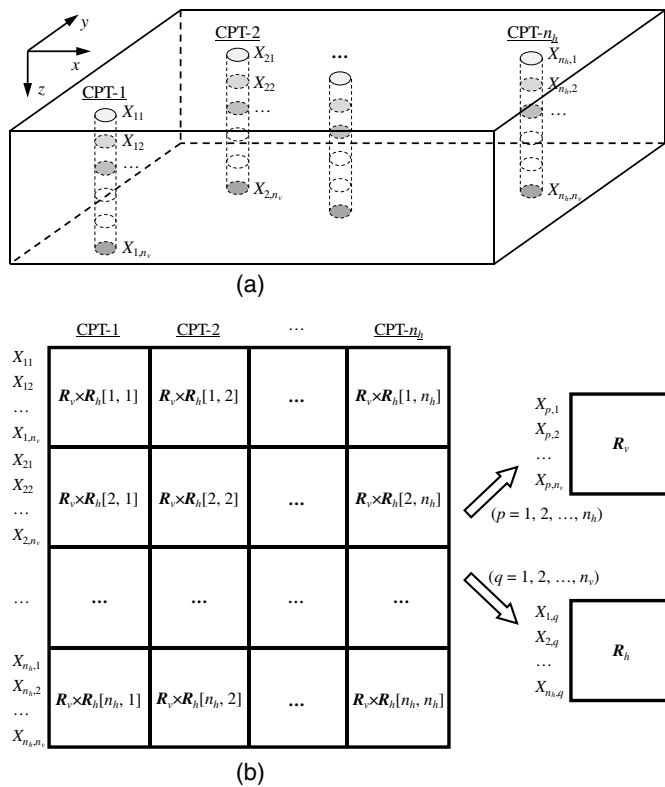 y
x
z
CPT-1
X₁₁
X₁₂
...
X₁,ₙᵥ
CPT-2
X₂₁
X₂₂
...
X₂,ₙᵥ
...
CPT-nₕ
Xₙₕ,₁
Xₙₕ,₂
...
Xₙₕ,ₙᵥ
(a)
CPT-1 CPT-2 ... CPT-nₕ
X₁₁
X₁₂
...
X₁,ₙᵥ
Rᵥ×Rₕ[1, 1] Rᵥ×Rₕ[1, 2] ... Rᵥ×Rₕ[1, nₕ]
X₂₁
X₂₂
...
X₂,ₙᵥ
Rᵥ×Rₕ[2, 1] Rᵥ×Rₕ[2, 2] ... Rᵥ×Rₕ[2, nₕ]
... ... ... ... ...
Xₙₕ,₁
Xₙₕ,₂
...
Xₙₕ,ₙᵥ
Rᵥ×Rₕ[nₕ, 1] Rᵥ×Rₕ[nₕ, 2] ... Rᵥ×Rₕ[nₕ, nₕ]
Xₚ,₁
Xₚ,₂
...
Xₚ,ₙᵥ
Rᵥ
(p = 1, 2, ..., nₕ)
(q = 1, 2, ..., nᵥ)
X₁,q
X₂,q
...
Xₙₕ,q
Rₕ
(b)